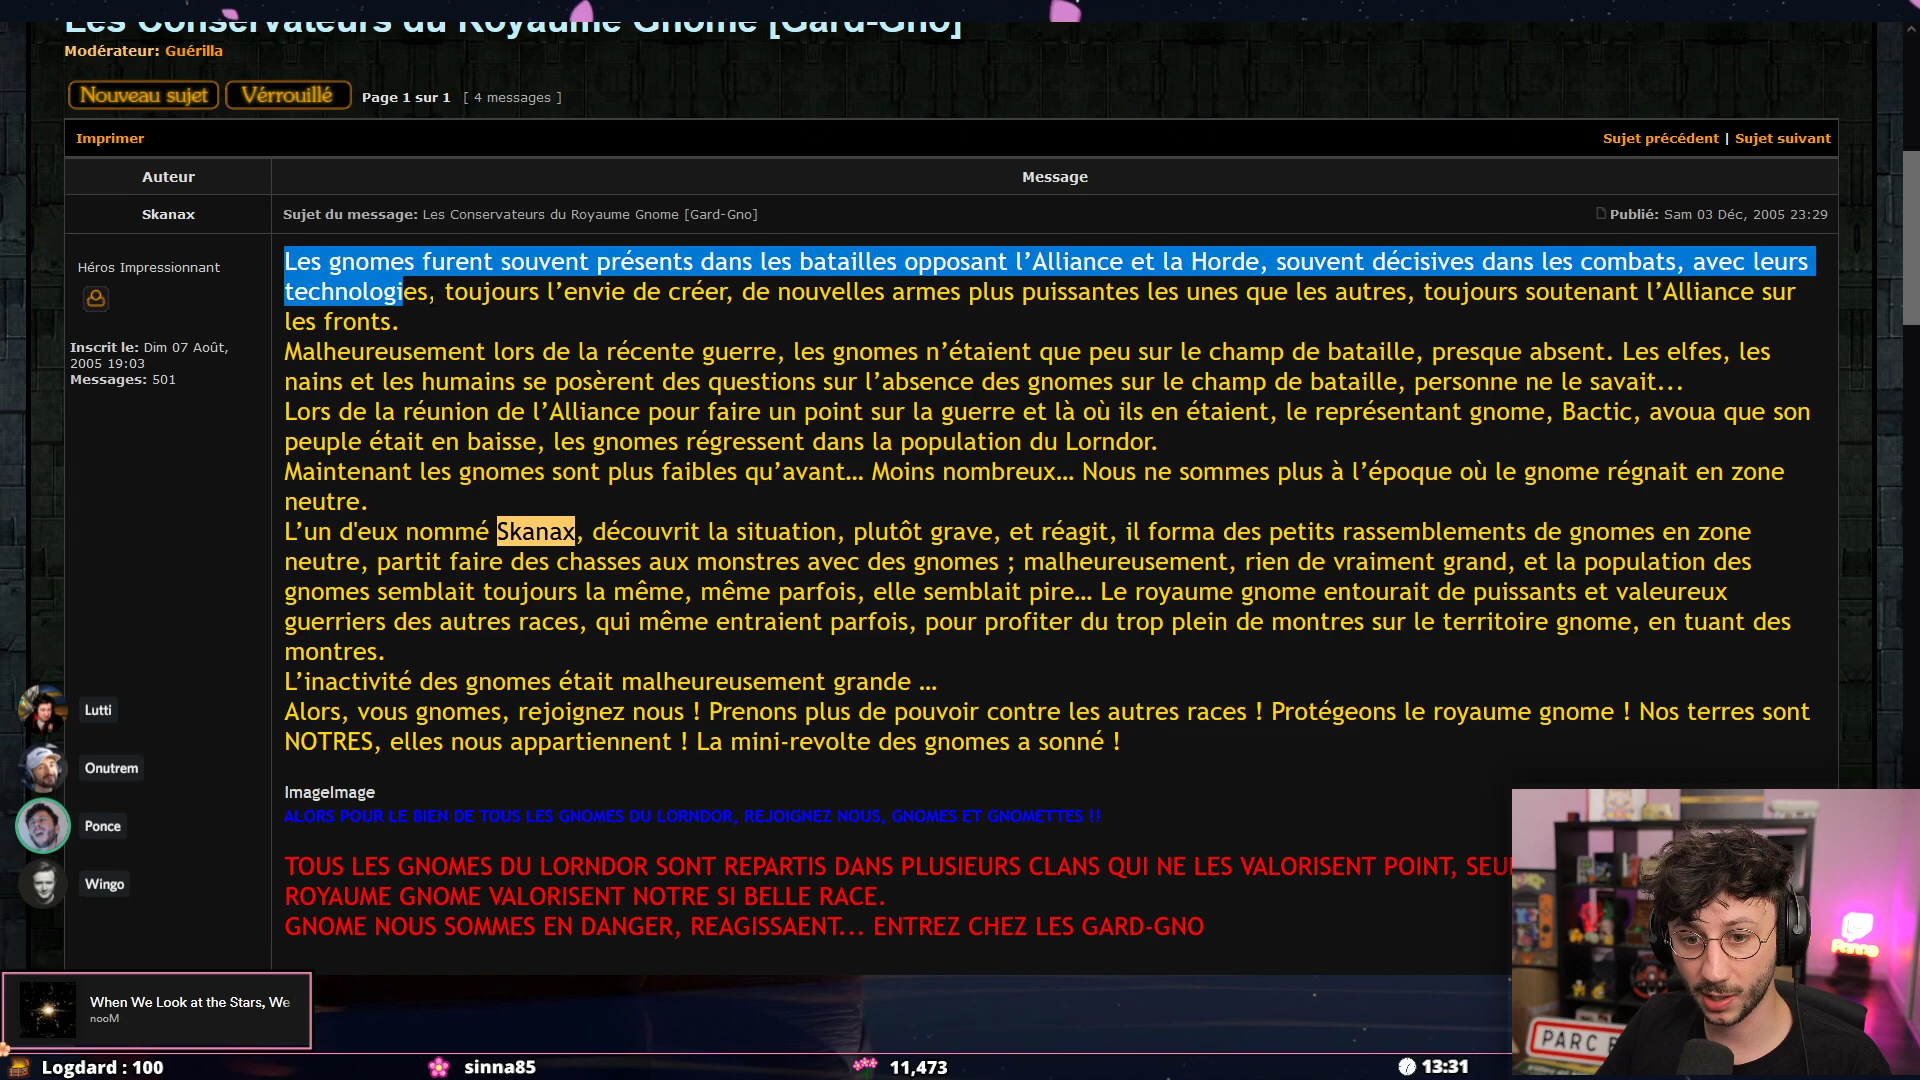 Les Conservateurs du Royaume Gnome [Gard-Gno]
Modérateur: Guérilla
Nouveau sujet Vérrouillé Page 1 sur 1 [ 4 messages ]
Imprimer Sujet précédent | Sujet suivant
Auteur Message
Skanax Sujet du message: Les Conservateurs du Royaume Gnome [Gard-Gno] Publié: Sam 03 Déc, 2005 23:29
Héros Impressionnant
Inscrit le: Dim 07 Août,
2005 19:03
Messages: 501
Les gnomes furent souvent présents dans les batailles opposant l’Alliance et la Horde, souvent décisives dans les combats, avec leurs
technologies, toujours l’envie de créer, de nouvelles armes plus puissantes les unes que les autres, toujours soutenant l’Alliance sur
les fronts.
Malheureusement lors de la récente guerre, les gnomes n’étaient que peu sur le champ de bataille, presque absent. Les elfes, les
nains et les humains se posèrent des questions sur l’absence des gnomes sur le champ de bataille, personne ne le savait...
Lors de la réunion de l’Alliance pour faire un point sur la guerre et là où ils en étaient, le représentant gnome, Bactic, avoua que son
peuple était en baisse, les gnomes régressent dans la population du Lorndor.
Maintenant les gnomes sont plus faibles qu’avant… Moins nombreux… Nous ne sommes plus à l’époque où le gnome régnait en zone
neutre.
L’un d'eux nommé Skanax, découvrit la situation, plutôt grave, et réagit, il forma des petits rassemblements de gnomes en zone
neutre, partit faire des chasses aux monstres avec des gnomes ; malheureusement, rien de vraiment grand, et la population des
gnomes semblait toujours la même, même parfois, elle semblait pire… Le royaume gnome entourait de puissants et valeureux
guerriers des autres races, qui même entraient parfois, pour profiter du trop plein de montres sur le territoire gnome, en tuant des
montres.
L’inactivité des gnomes était malheureusement grande …
Alors, vous gnomes, rejoignez nous ! Prenons plus de pouvoir contre les autres races ! Protégeons le royaume gnome ! Nos terres sont
NOTRES, elles nous appartiennent ! La mini-revolte des gnomes a sonné !
ImageImage
ALORS POUR LE BIEN DE TOUS LES GNOMES DU LORNDOR, REJOIGNEZ NOUS, GNOMES ET GNOMETTES !!
TOUS LES GNOMES DU LORNDOR SONT REPARTIS DANS PLUSIEURS CLANS QUI NE LES VALORISENT POINT, SEU
ROYAUME GNOME VALORISENT NOTRE SI BELLE RACE.
GNOME NOUS SOMMES EN DANGER, REAGISSAENT... ENTREZ CHEZ LES GARD-GNO
Lutti
Onutrem
Ponce
Wingo
When We Look at the Stars, We
nooM
PARC
Ponce
Logdard : 100 sinna85 11,473 13:31